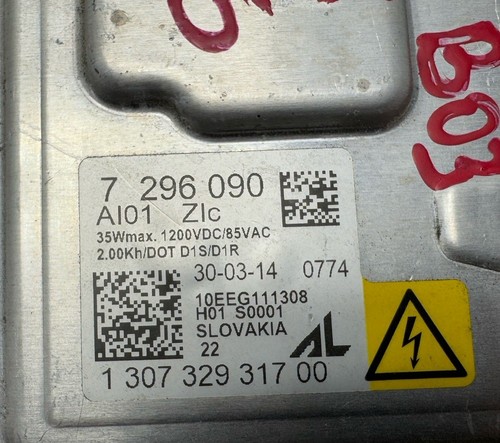 B03
7 296 090
AI01 ZIc
35Wmax. 1200VDC/85VAC
2.00Kh/DOT D1S/D1R
30-03-14 0774
10EEG111308
H01 S0001
SLOVAKIA
22 AL
1 307 329 317 00